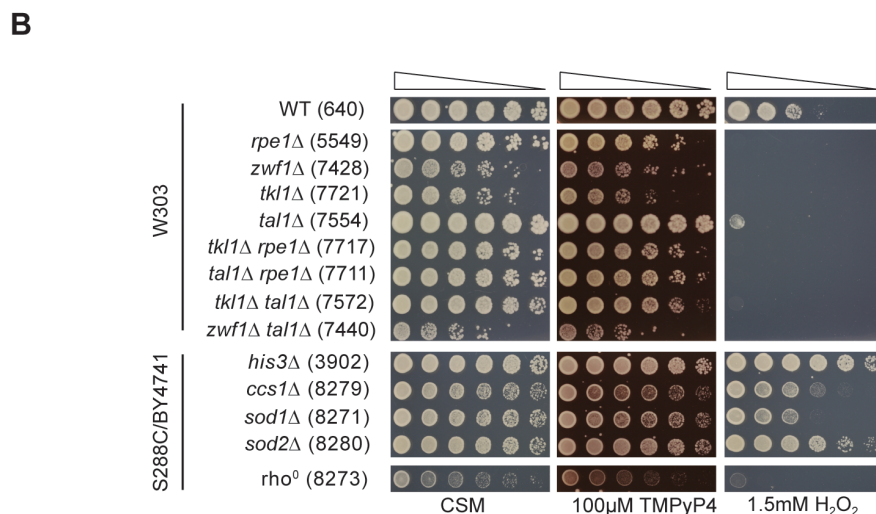 B
W303
WT (640)
rpe1Δ (5549)
zwf1Δ (7428)
tkl1Δ (7721)
tal1Δ (7554)
tkl1Δ rpe1Δ (7717)
tal1Δ rpe1Δ (7711)
tkl1Δ tal1Δ (7572)
zwf1Δ tal1Δ (7440)
S288C/BY4741
his3Δ (3902)
ccs1Δ (8279)
sod1Δ (8271)
sod2Δ (8280)
rho⁰ (8273)
CSM 100µM TMPyP4 1.5mM H₂O₂